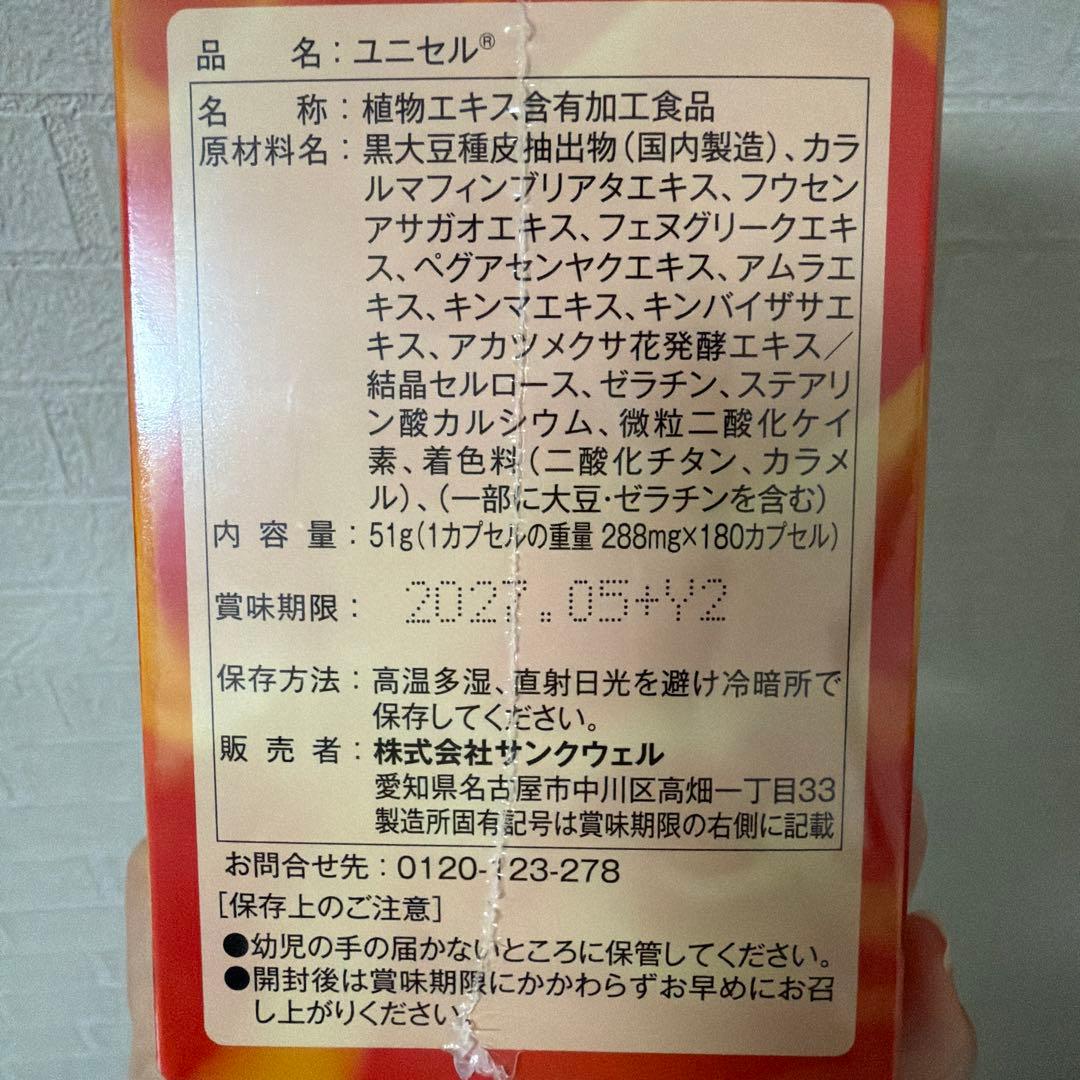 品　　名：ユニセル®
名　　称：植物エキス含有加工食品
原材料名：黒大豆種皮抽出物（国内製造）、カラ
ルマフィンブリアタエキス、フウセン
アサガオエキス、フェヌグリークエキ
ス、ペグアセンヤクエキス、アムラエ
キス、キンマエキス、キンバイザサエ
キス、アカツメクサ花発酵エキス／
結晶セルロース、ゼラチン、ステアリ
ン酸カルシウム、微粒二酸化ケイ
素、着色料（二酸化チタン、カラメ
ル）、（一部に大豆・ゼラチンを含む）
内容量：51g（1カプセルの重量 288mg×180カプセル）
賞味期限：2027.05+Y2
保存方法：高温多湿、直射日光を避け冷暗所で
保存してください。
販売者：株式会社サンクウェル
愛知県名古屋市中川区高畑一丁目33
製造所固有記号は賞味期限の右側に記載
お問合せ先：0120-123-278
［保存上のご注意］
●幼児の手の届かないところに保管してください。
●開封後は賞味期限にかかわらずお早めにお召
し上がりください。